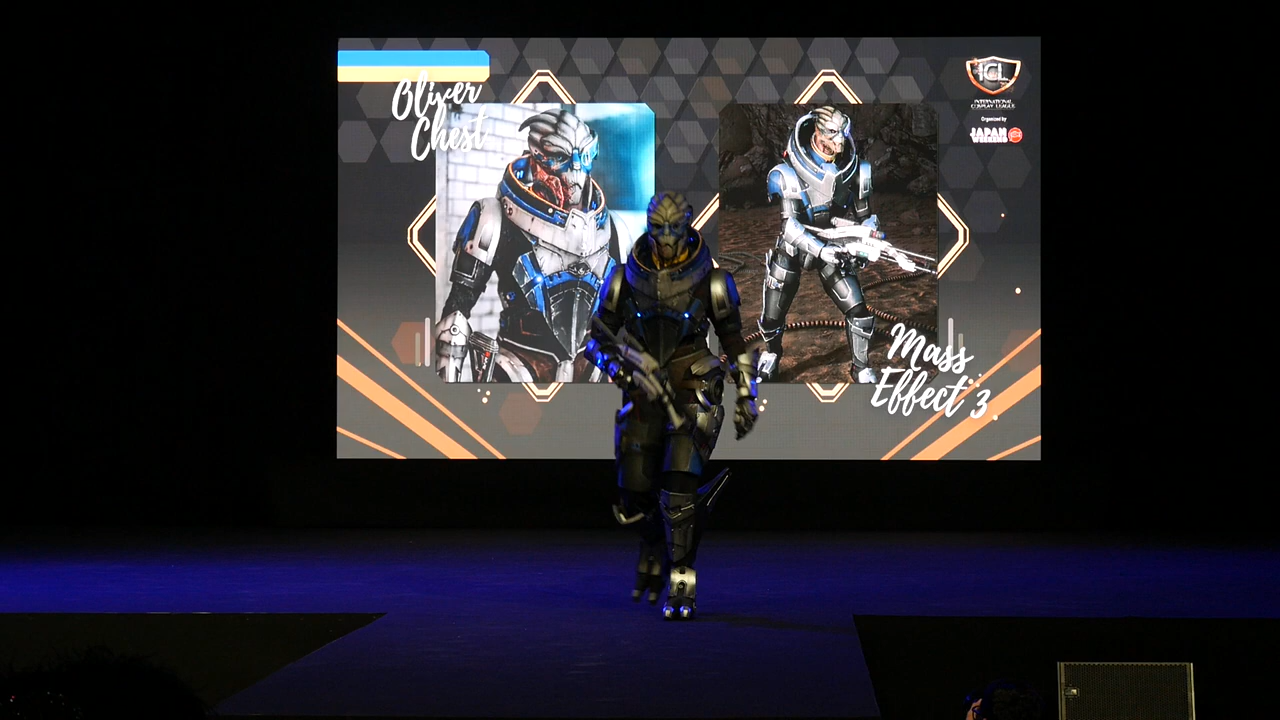 Oliver
Chest
ICL
INTERNATIONAL
COSPLAY LEAGUE
Organized by
JAPAN
WEEKEND
Mass
Effect 3